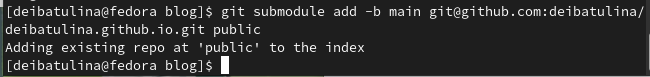 [deibatulina@fedora blog]$ git submodule add -b main git@github.com:deibatulina/
deibatulina.github.io.git public
Adding existing repo at 'public' to the index
[deibatulina@fedora blog]$